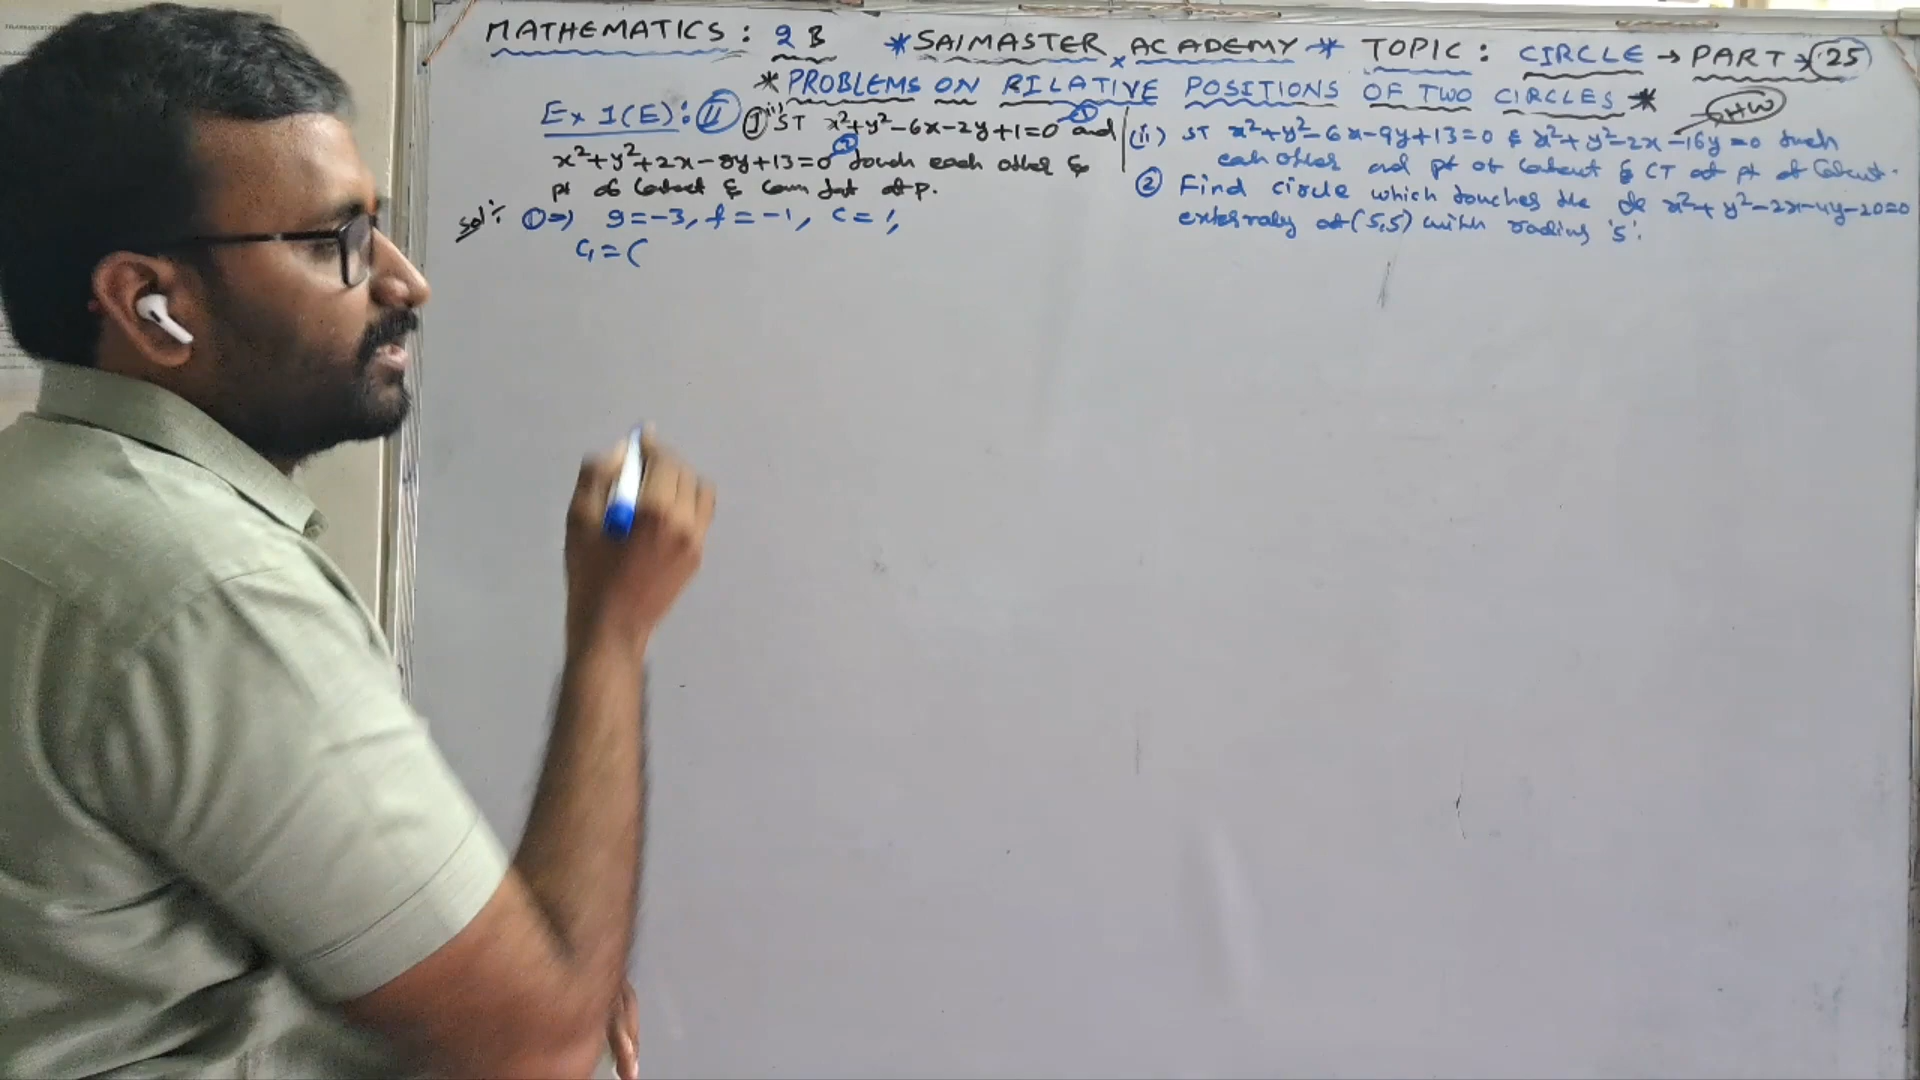 MATHEMATICS: 2B *SAIMASTER ACADEMY* TOPIC: CIRCLE → PART → 25
*PROBLEMS ON RILATIVE POSITIONS OF TWO CIRCLES*
Ex 1(E): II ① i) ST x²+y²-6x-2y+1=0 ① and
x²+y²+2x-8y+13=0 ② touch each other &
pt of Contact & Com Tat at p.
HW
(ii) ST x²+y²-6x-9y+13=0 & x²+y²-2x-16y=0 touch
each other and pt of Contact & CT at pt of Contact.
② Find circle which touches the cle x²+y²-2x-4y-20=0
externaly at (5,5) with radius '5'.
Sol:- ①⇒ g=-3, f=-1, c=1,
C₁=(